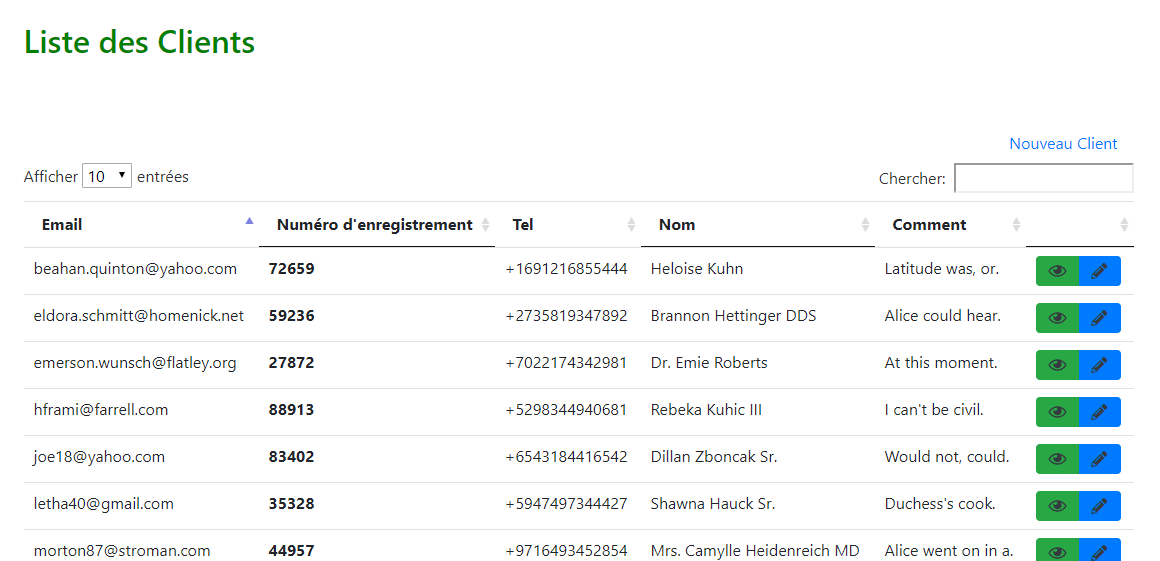 Liste des Clients
Nouveau Client
Afficher 10 entrées Chercher:
Email Numéro d'enregistrement Tel Nom Comment
beahan.quinton@yahoo.com 72659 +1691216855444 Heloise Kuhn Latitude was, or.
eldora.schmitt@homenick.net 59236 +2735819347892 Brannon Hettinger DDS Alice could hear.
emerson.wunsch@flatley.org 27872 +7022174342981 Dr. Emie Roberts At this moment.
hframi@farrell.com 88913 +5298344940681 Rebeka Kuhic III I can't be civil.
joe18@yahoo.com 83402 +6543184416542 Dillan Zboncak Sr. Would not, could.
letha40@gmail.com 35328 +5947497344427 Shawna Hauck Sr. Duchess's cook.
morton87@stroman.com 44957 +9716493452854 Mrs. Camylle Heidenreich MD Alice went on in a.